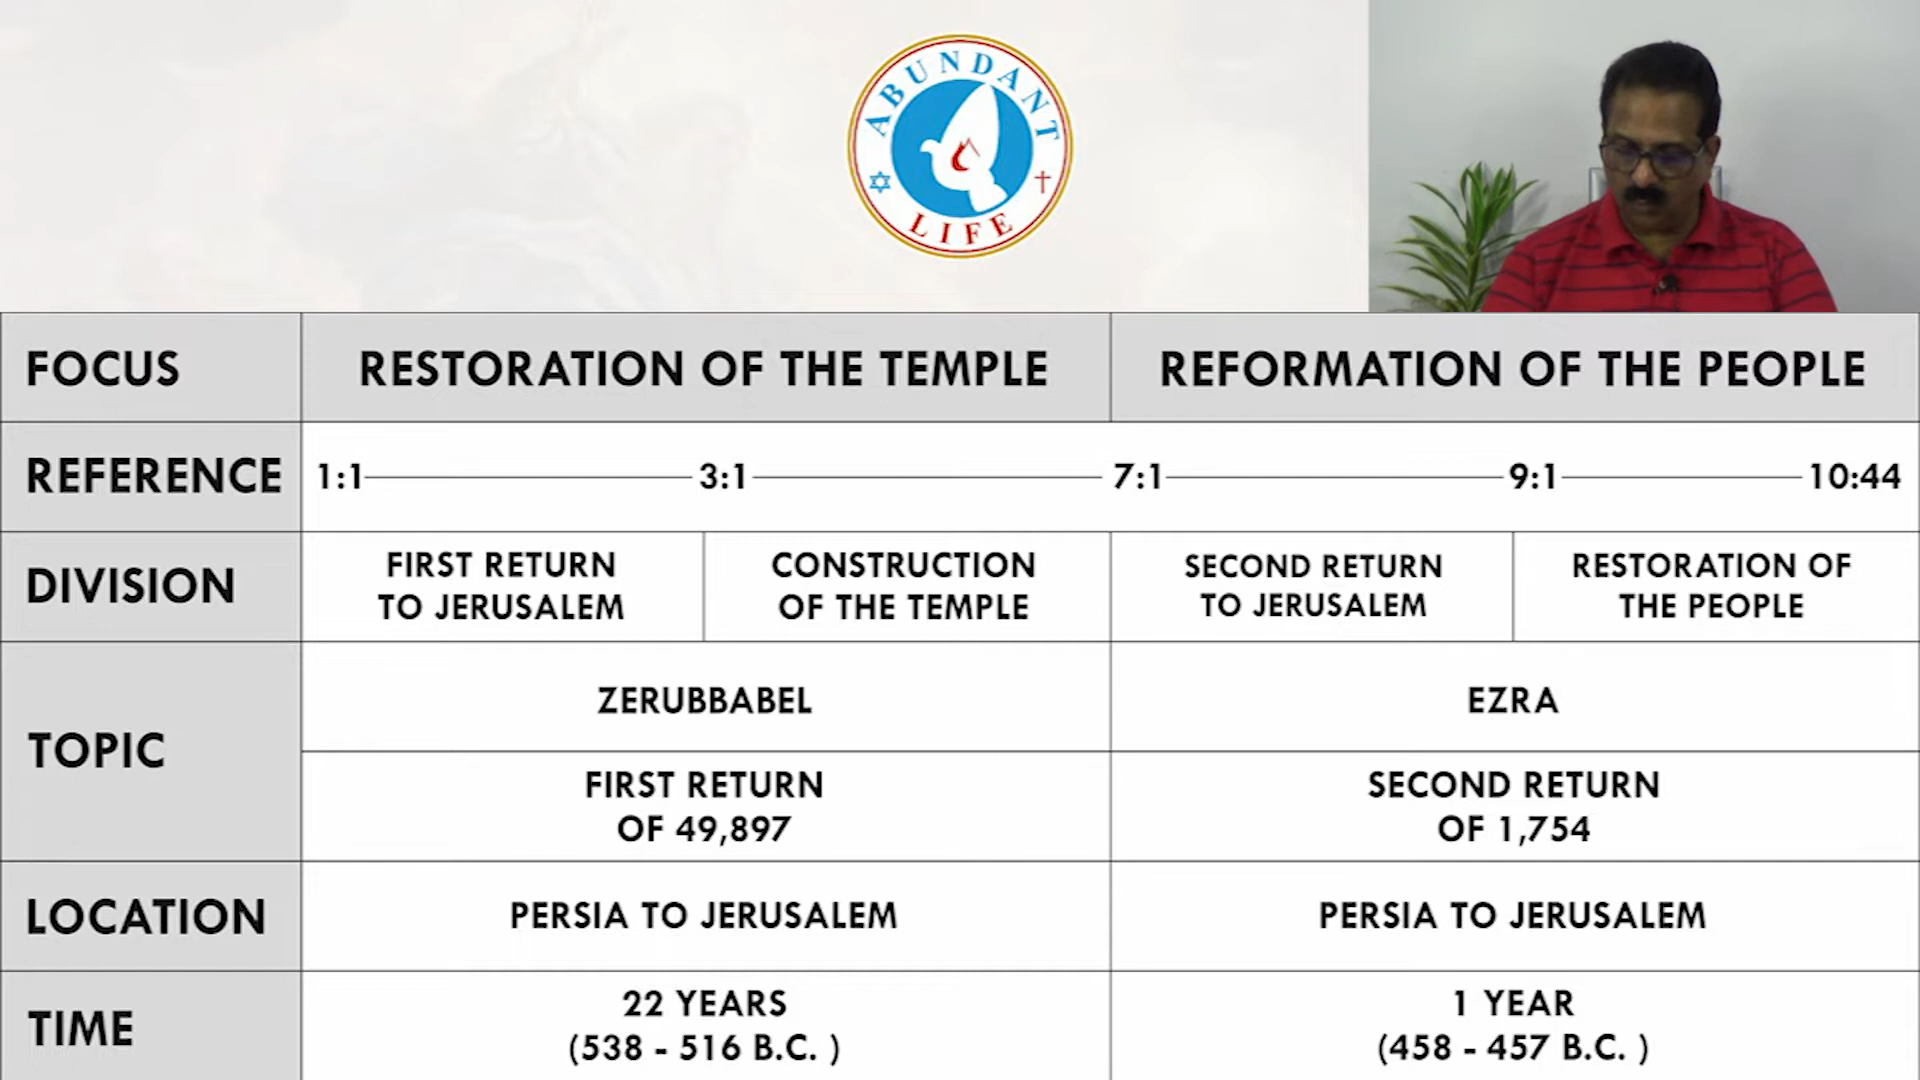 ABUNDANT
LIFE
FOCUS
RESTORATION OF THE TEMPLE
REFORMATION OF THE PEOPLE
REFERENCE
1:1
3:1
7:1
9:1
10:44
DIVISION
FIRST RETURN
TO JERUSALEM
CONSTRUCTION
OF THE TEMPLE
SECOND RETURN
TO JERUSALEM
RESTORATION OF
THE PEOPLE
TOPIC
ZERUBBABEL
EZRA
FIRST RETURN
OF 49,897
SECOND RETURN
OF 1,754
LOCATION
PERSIA TO JERUSALEM
PERSIA TO JERUSALEM
TIME
22 YEARS
(538 - 516 B.C. )
1 YEAR
(458 - 457 B.C. )